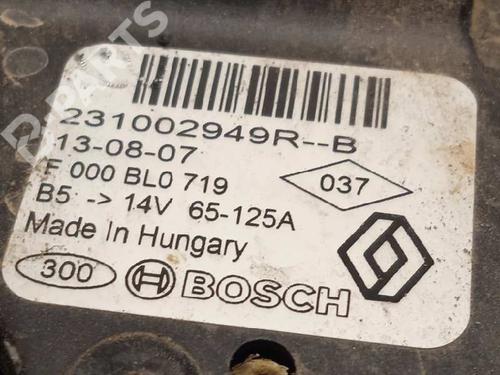 231002949R--B
13-08-07
F 000 BL0 719
037
B5 -> 14V 65-125A
Made In Hungary
300
BOSCH